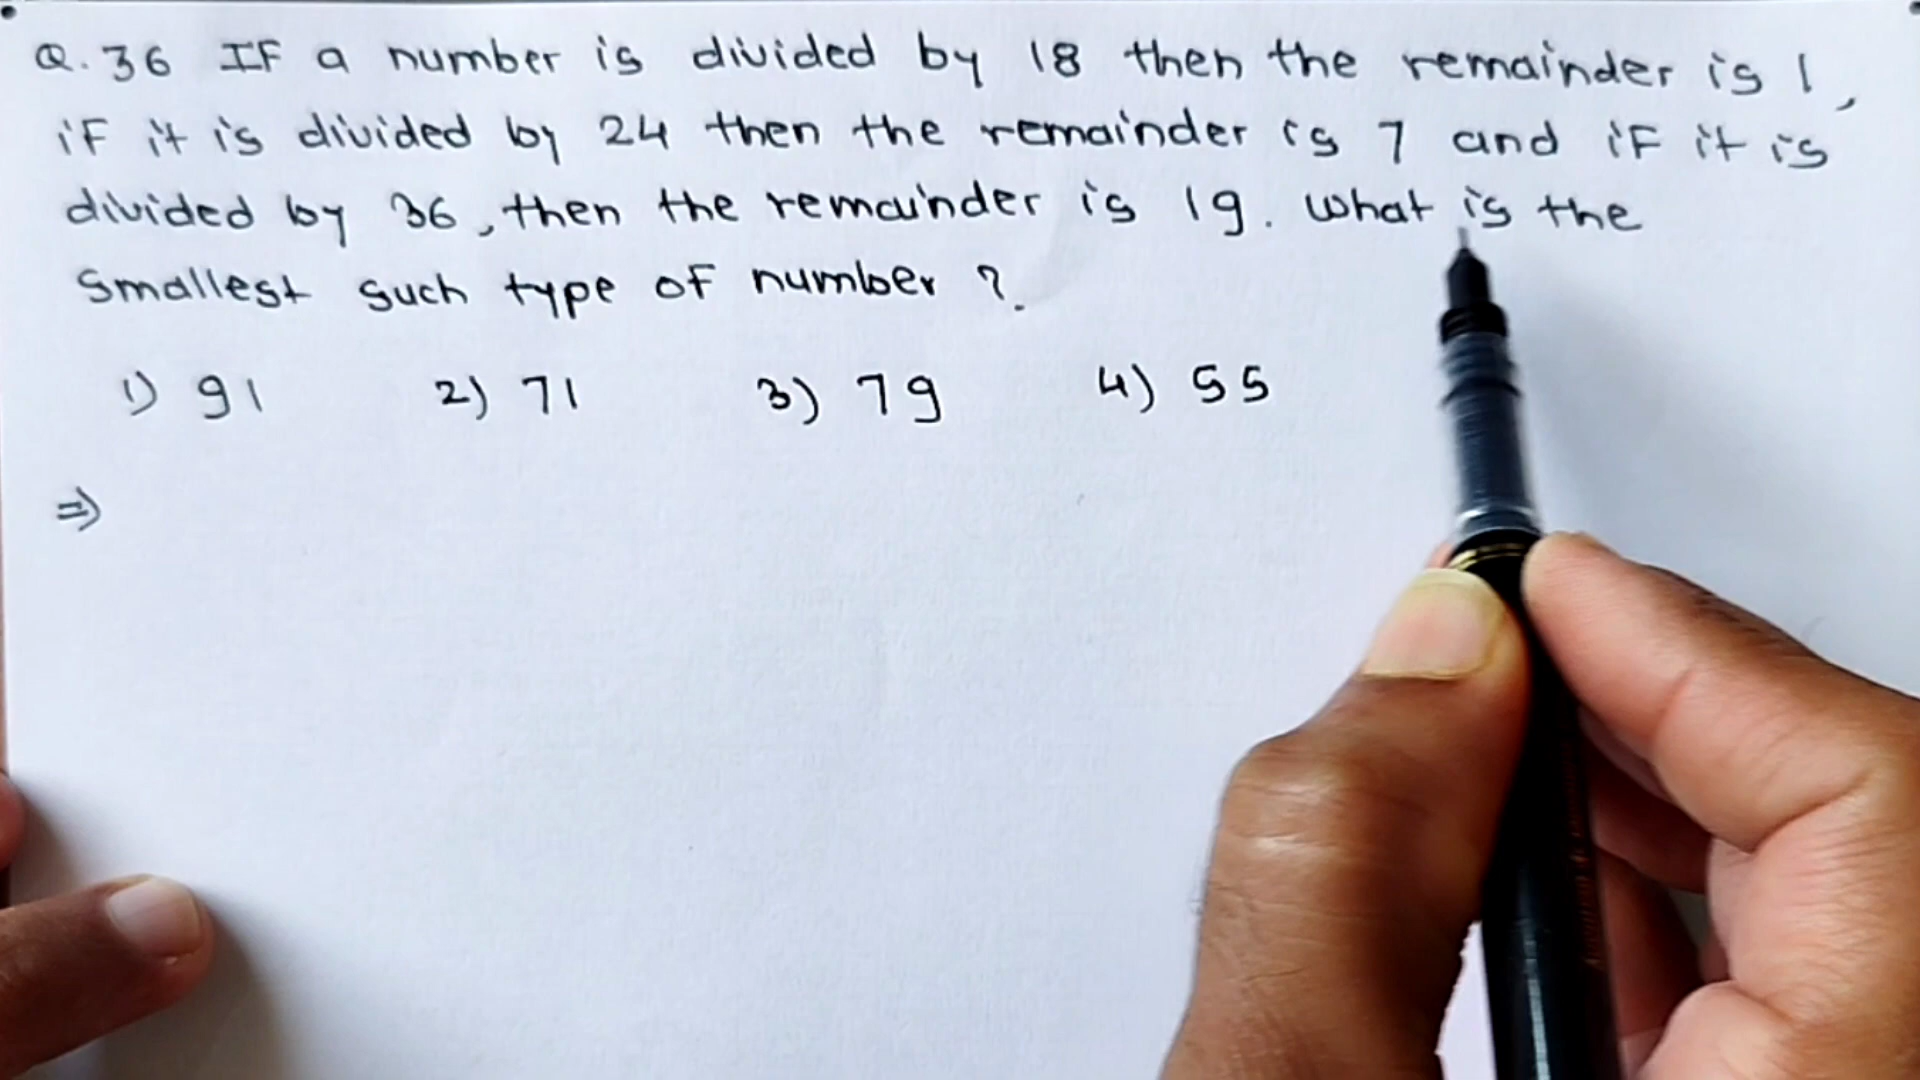 Q. 36 IF a number is divided by 18 then the remainder is 1,
iF it is divided by 24 then the remainder is 7 and iF it is
divided by 36, then the remainder is 19. What is the
Smallest such type oF number ?.
1) 91 2) 71 3) 79 4) 55
⇒